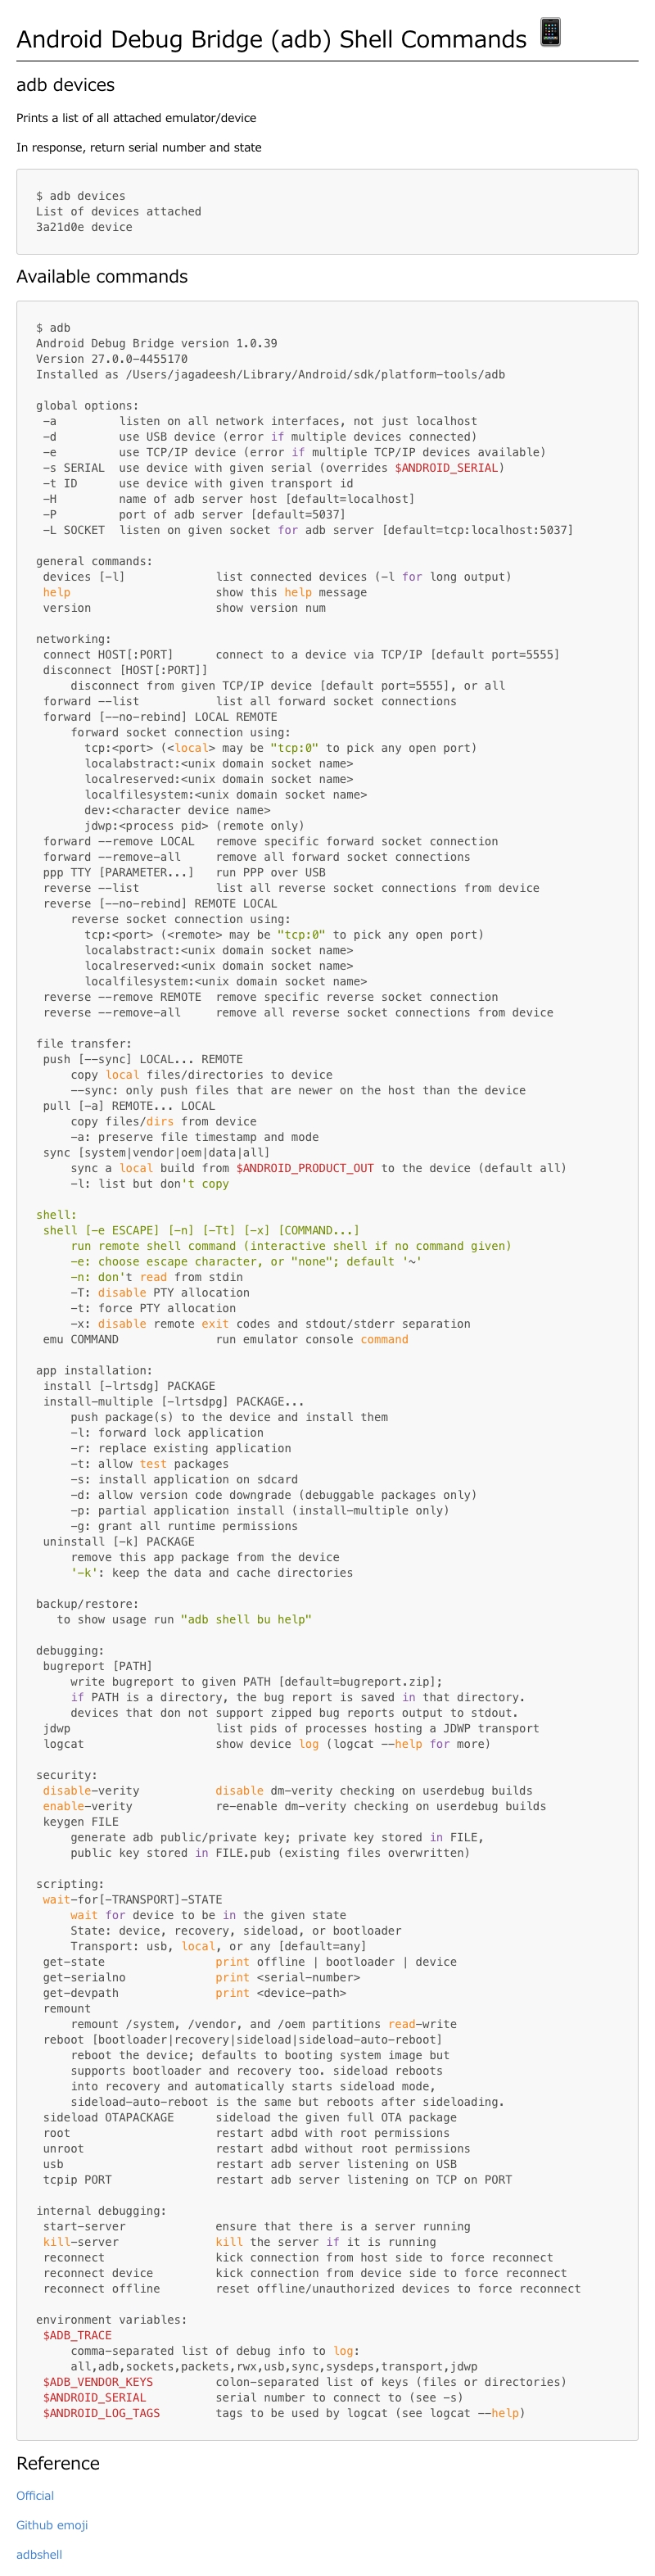 Android Debug Bridge (adb) Shell Commands
adb devices
Prints a list of all attached emulator/device
In response, return serial number and state
$ adb devices
List of devices attached
3a21d0e device
Available commands
$ adb
Android Debug Bridge version 1.0.39
Version 27.0.0-4455170
Installed as /Users/jagadeesh/Library/Android/sdk/platform-tools/adb
global options:
 -a         listen on all network interfaces, not just localhost
 -d         use USB device (error if multiple devices connected)
 -e         use TCP/IP device (error if multiple TCP/IP devices available)
 -s SERIAL  use device with given serial (overrides $ANDROID_SERIAL)
 -t ID      use device with given transport id
 -H         name of adb server host [default=localhost]
 -P         port of adb server [default=5037]
 -L SOCKET  listen on given socket for adb server [default=tcp:localhost:5037]
general commands:
 devices [-l]             list connected devices (-l for long output)
 help                     show this help message
 version                  show version num
networking:
 connect HOST[:PORT]      connect to a device via TCP/IP [default port=5555]
 disconnect [HOST[:PORT]]
     disconnect from given TCP/IP device [default port=5555], or all
 forward --list           list all forward socket connections
 forward [--no-rebind] LOCAL REMOTE
     forward socket connection using:
       tcp:<port> (<local> may be "tcp:0" to pick any open port)
       localabstract:<unix domain socket name>
       localreserved:<unix domain socket name>
       localfilesystem:<unix domain socket name>
       dev:<character device name>
       jdwp:<process pid> (remote only)
 forward --remove LOCAL   remove specific forward socket connection
 forward --remove-all     remove all forward socket connections
 ppp TTY [PARAMETER...]   run PPP over USB
 reverse --list           list all reverse socket connections from device
 reverse [--no-rebind] REMOTE LOCAL
     reverse socket connection using:
       tcp:<port> (<remote> may be "tcp:0" to pick any open port)
       localabstract:<unix domain socket name>
       localreserved:<unix domain socket name>
       localfilesystem:<unix domain socket name>
 reverse --remove REMOTE  remove specific reverse socket connection
 reverse --remove-all     remove all reverse socket connections from device
file transfer:
 push [--sync] LOCAL... REMOTE
     copy local files/directories to device
     --sync: only push files that are newer on the host than the device
 pull [-a] REMOTE... LOCAL
     copy files/dirs from device
     -a: preserve file timestamp and mode
 sync [system|vendor|oem|data|all]
     sync a local build from $ANDROID_PRODUCT_OUT to the device (default all)
     -l: list but don't copy
shell:
 shell [-e ESCAPE] [-n] [-Tt] [-x] [COMMAND...]
     run remote shell command (interactive shell if no command given)
     -e: choose escape character, or "none"; default '~'
     -n: don't read from stdin
     -T: disable PTY allocation
     -t: force PTY allocation
     -x: disable remote exit codes and stdout/stderr separation
 emu COMMAND              run emulator console command
app installation:
 install [-lrtsdg] PACKAGE
 install-multiple [-lrtsdpg] PACKAGE...
     push package(s) to the device and install them
     -l: forward lock application
     -r: replace existing application
     -t: allow test packages
     -s: install application on sdcard
     -d: allow version code downgrade (debuggable packages only)
     -p: partial application install (install-multiple only)
     -g: grant all runtime permissions
 uninstall [-k] PACKAGE
     remove this app package from the device
     '-k': keep the data and cache directories
backup/restore:
   to show usage run "adb shell bu help"
debugging:
 bugreport [PATH]
     write bugreport to given PATH [default=bugreport.zip];
     if PATH is a directory, the bug report is saved in that directory.
     devices that don not support zipped bug reports output to stdout.
 jdwp                     list pids of processes hosting a JDWP transport
 logcat                   show device log (logcat --help for more)
security:
 disable-verity           disable dm-verity checking on userdebug builds
 enable-verity            re-enable dm-verity checking on userdebug builds
 keygen FILE
     generate adb public/private key; private key stored in FILE,
     public key stored in FILE.pub (existing files overwritten)
scripting:
 wait-for[-TRANSPORT]-STATE
     wait for device to be in the given state
     State: device, recovery, sideload, or bootloader
     Transport: usb, local, or any [default=any]
 get-state                print offline | bootloader | device
 get-serialno             print <serial-number>
 get-devpath              print <device-path>
 remount
     remount /system, /vendor, and /oem partitions read-write
 reboot [bootloader|recovery|sideload|sideload-auto-reboot]
     reboot the device; defaults to booting system image but
     supports bootloader and recovery too. sideload reboots
     into recovery and automatically starts sideload mode,
     sideload-auto-reboot is the same but reboots after sideloading.
 sideload OTAPACKAGE      sideload the given full OTA package
 root                     restart adbd with root permissions
 unroot                   restart adbd without root permissions
 usb                      restart adb server listening on USB
 tcpip PORT               restart adb server listening on TCP on PORT
internal debugging:
 start-server             ensure that there is a server running
 kill-server              kill the server if it is running
 reconnect                kick connection from host side to force reconnect
 reconnect device         kick connection from device side to force reconnect
 reconnect offline        reset offline/unauthorized devices to force reconnect
environment variables:
 $ADB_TRACE
     comma-separated list of debug info to log:
     all,adb,sockets,packets,rwx,usb,sync,sysdeps,transport,jdwp
 $ADB_VENDOR_KEYS         colon-separated list of keys (files or directories)
 $ANDROID_SERIAL          serial number to connect to (see -s)
 $ANDROID_LOG_TAGS        tags to be used by logcat (see logcat --help)
Reference
Official
Github emoji
adbshell